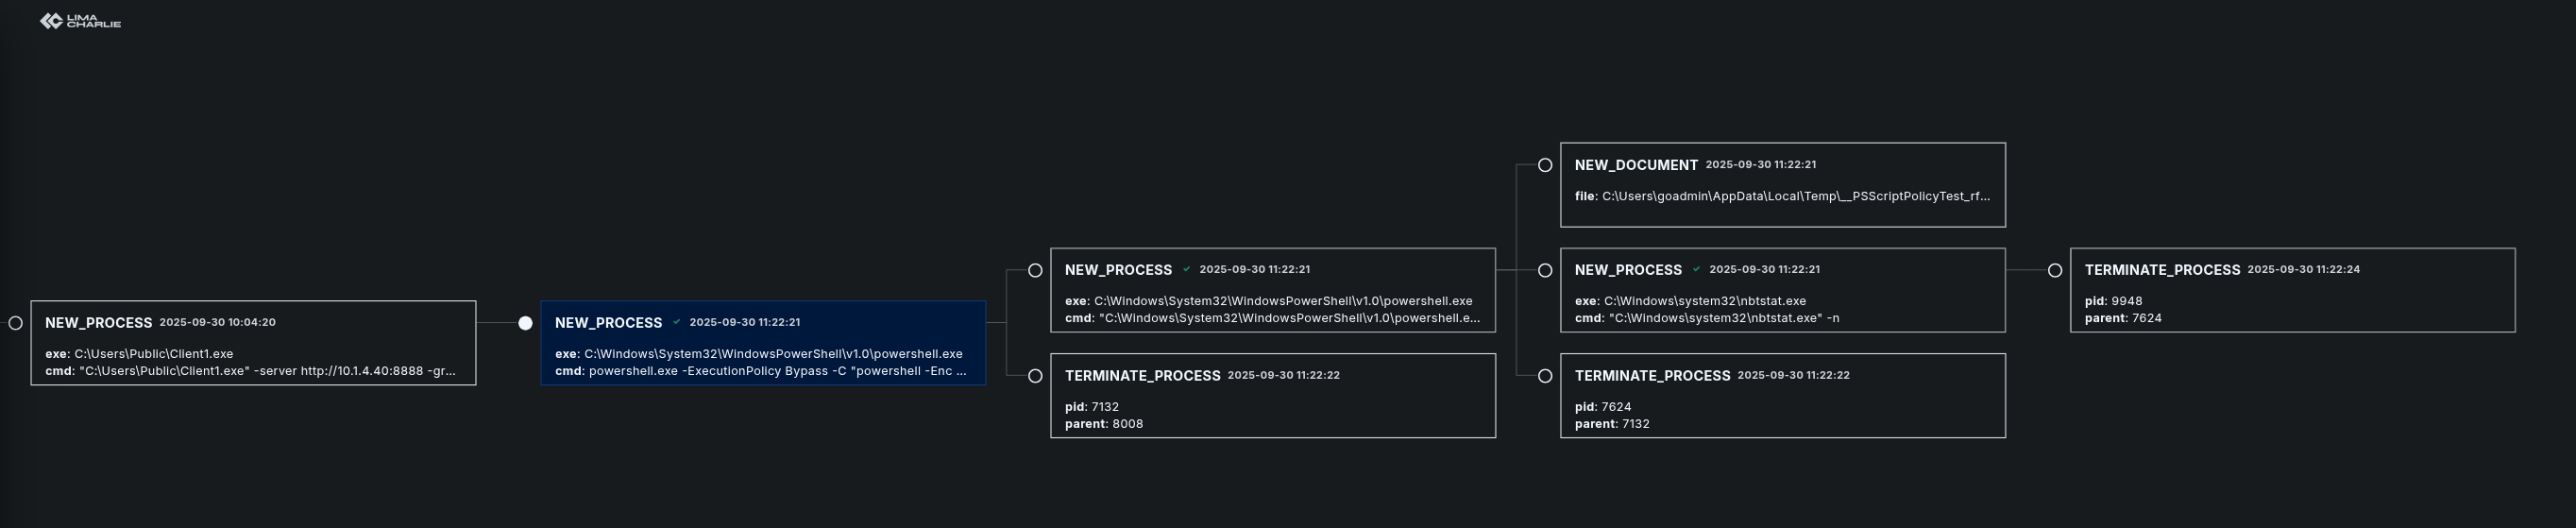 LIMA
CHARLIE
NEW_PROCESS 2025-09-30 10:04:20
exe: C:\Users\Public\Client1.exe
cmd: "C:\Users\Public\Client1.exe" -server http://10.1.4.40:8888 -gr...
NEW_PROCESS ✓ 2025-09-30 11:22:21
exe: C:\Windows\System32\WindowsPowerShell\v1.0\powershell.exe
cmd: powershell.exe -ExecutionPolicy Bypass -C "powershell -Enc ...
NEW_PROCESS ✓ 2025-09-30 11:22:21
exe: C:\Windows\System32\WindowsPowerShell\v1.0\powershell.exe
cmd: "C:\Windows\System32\WindowsPowerShell\v1.0\powershell.e...
TERMINATE_PROCESS 2025-09-30 11:22:22
pid: 7132
parent: 8008
NEW_DOCUMENT 2025-09-30 11:22:21
file: C:\Users\goadmin\AppData\Local\Temp\__PSScriptPolicyTest_rf...
NEW_PROCESS ✓ 2025-09-30 11:22:21
exe: C:\Windows\system32\nbtstat.exe
cmd: "C:\Windows\system32\nbtstat.exe" -n
TERMINATE_PROCESS 2025-09-30 11:22:22
pid: 7624
parent: 7132
TERMINATE_PROCESS 2025-09-30 11:22:24
pid: 9948
parent: 7624